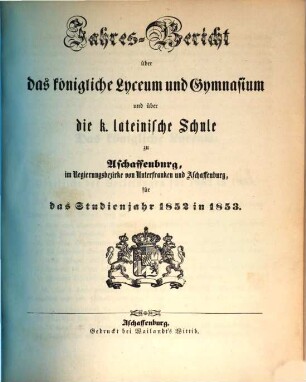 Jahres-Bericht
über
das königliche Lyceum und Gymnasium
und über
die k. lateinische Schule
zu
Aschaffenburg,
im Regierungsbezirke von Unterfranken und Aschaffenburg,
für
das Studienjahr 1852 in 1853.
Aschaffenburg.
Gedruckt bei Wailandt's Wittib.